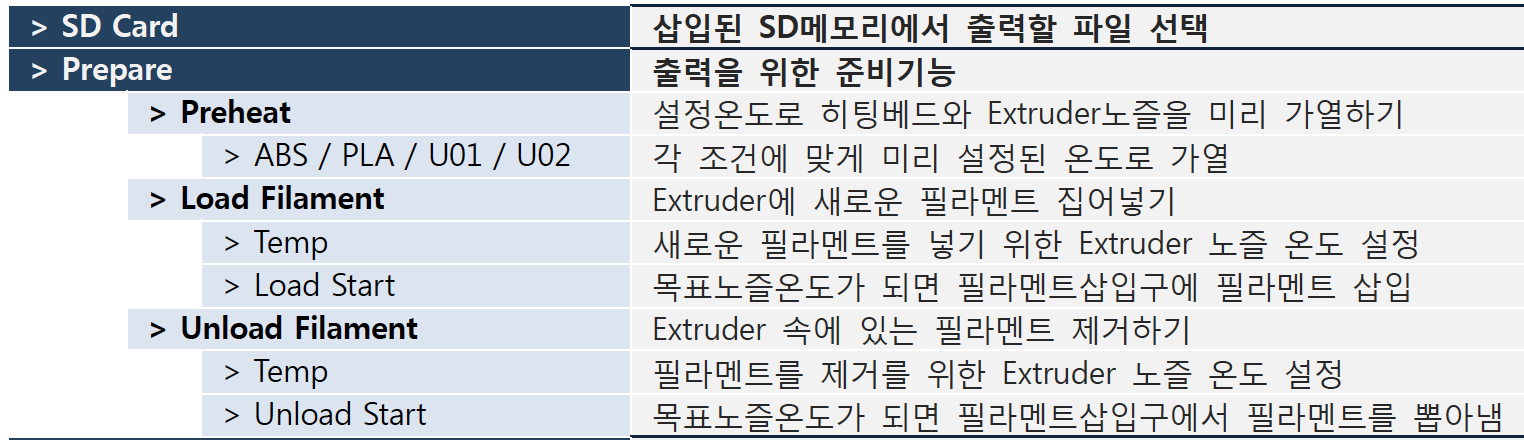 > SD Card 삽입된 SD메모리에서 출력할 파일 선택
> Prepare 출력을 위한 준비기능
> Preheat 설정온도로 히팅베드와 Extruder노즐을 미리 가열하기
> ABS / PLA / U01 / U02 각 조건에 맞게 미리 설정된 온도로 가열
> Load Filament Extruder에 새로운 필라멘트 집어넣기
> Temp 새로운 필라멘트를 넣기 위한 Extruder 노즐 온도 설정
> Load Start 목표노즐온도가 되면 필라멘트삽입구에 필라멘트 삽입
> Unload Filament Extruder 속에 있는 필라멘트 제거하기
> Temp 필라멘트를 제거를 위한 Extruder 노즐 온도 설정
> Unload Start 목표노즐온도가 되면 필라멘트삽입구에서 필라멘트를 뽑아냄